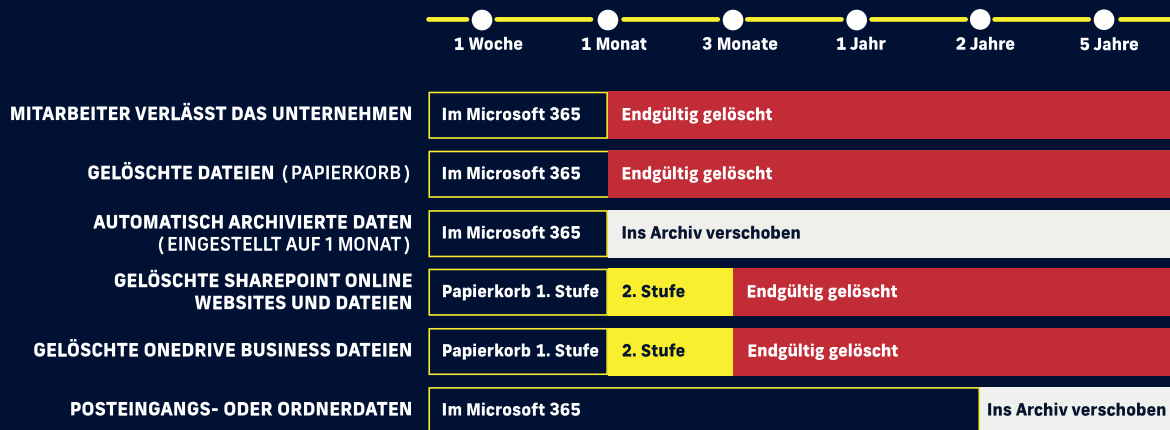 1 Woche 1 Monat 3 Monate 1 Jahr 2 Jahre 5 Jahre
MITARBEITER VERLÄSST DAS UNTERNEHMEN Im Microsoft 365 Endgültig gelöscht
GELÖSCHTE DATEIEN (PAPIERKORB) Im Microsoft 365 Endgültig gelöscht
AUTOMATISCH ARCHIVIERTE DATEN
(EINGESTELLT AUF 1 MONAT) Im Microsoft 365 Ins Archiv verschoben
GELÖSCHTE SHAREPOINT ONLINE
WEBSITES UND DATEIEN Papierkorb 1. Stufe 2. Stufe Endgültig gelöscht
GELÖSCHTE ONEDRIVE BUSINESS DATEIEN Papierkorb 1. Stufe 2. Stufe Endgültig gelöscht
POSTEINGANGS- ODER ORDNERDATEN Im Microsoft 365 Ins Archiv verschoben